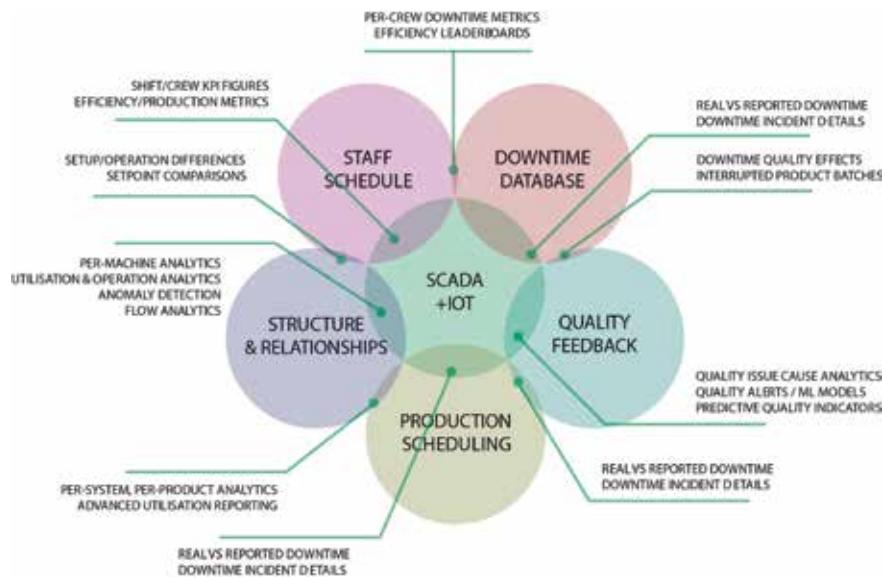 PER-CREW DOWNTIME METRICS
EFFICIENCY LEADERBOARDS
SHIFT/CREW KPI FIGURES
EFFICIENCY/PRODUCTION METRICS
REAL VS REPORTED DOWNTIME
DOWNTIME INCIDENT DETAILS
STAFF
SCHEDULE
DOWNTIME
DATABASE
SETUP/OPERATION DIFFERENCES
SETPOINT COMPARISONS
DOWNTIME QUALITY EFFECTS
INTERRUPTED PRODUCT BATCHES
PER-MACHINE ANALYTICS
UTILISATION & OPERATION ANALYTICS
ANOMALY DETECTION
FLOW ANALYTICS
SCADA
+IOT
STRUCTURE
& RELATIONSHIPS
QUALITY
FEEDBACK
QUALITY ISSUE CAUSE ANALYTICS
QUALITY ALERTS / ML MODELS
PREDICTIVE QUALITY INDICATORS
PRODUCTION
SCHEDULING
REAL VS REPORTED DOWNTIME
DOWNTIME INCIDENT DETAILS
PER-SYSTEM, PER-PRODUCT ANALYTICS
ADVANCED UTILISATION REPORTING
REAL VS REPORTED DOWNTIME
DOWNTIME INCIDENT DETAILS